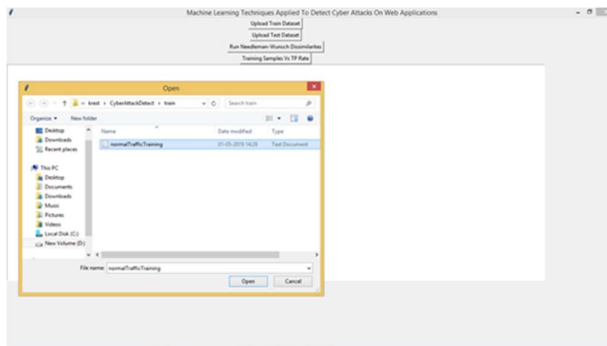 Machine Learning Techniques Applied To Detect Cyber Attacks On Web Applications
Upload Train Dataset
Upload Test Dataset
Run Needleman-Wunsch Dissimilarites
Training Samples Vs TP Rate
Open
krest › CyberAttackDetect › train
Search train
Organize
New folder
Name Date modified Type
normalTrafficTraining 01-03-2019 14:29 Text Document
Desktop
Downloads
Recent places
This PC
Desktop
Documents
Downloads
Music
Pictures
Videos
Local Disk (C:)
New Volume (D:)
File name: normalTrafficTraining
Open Cancel